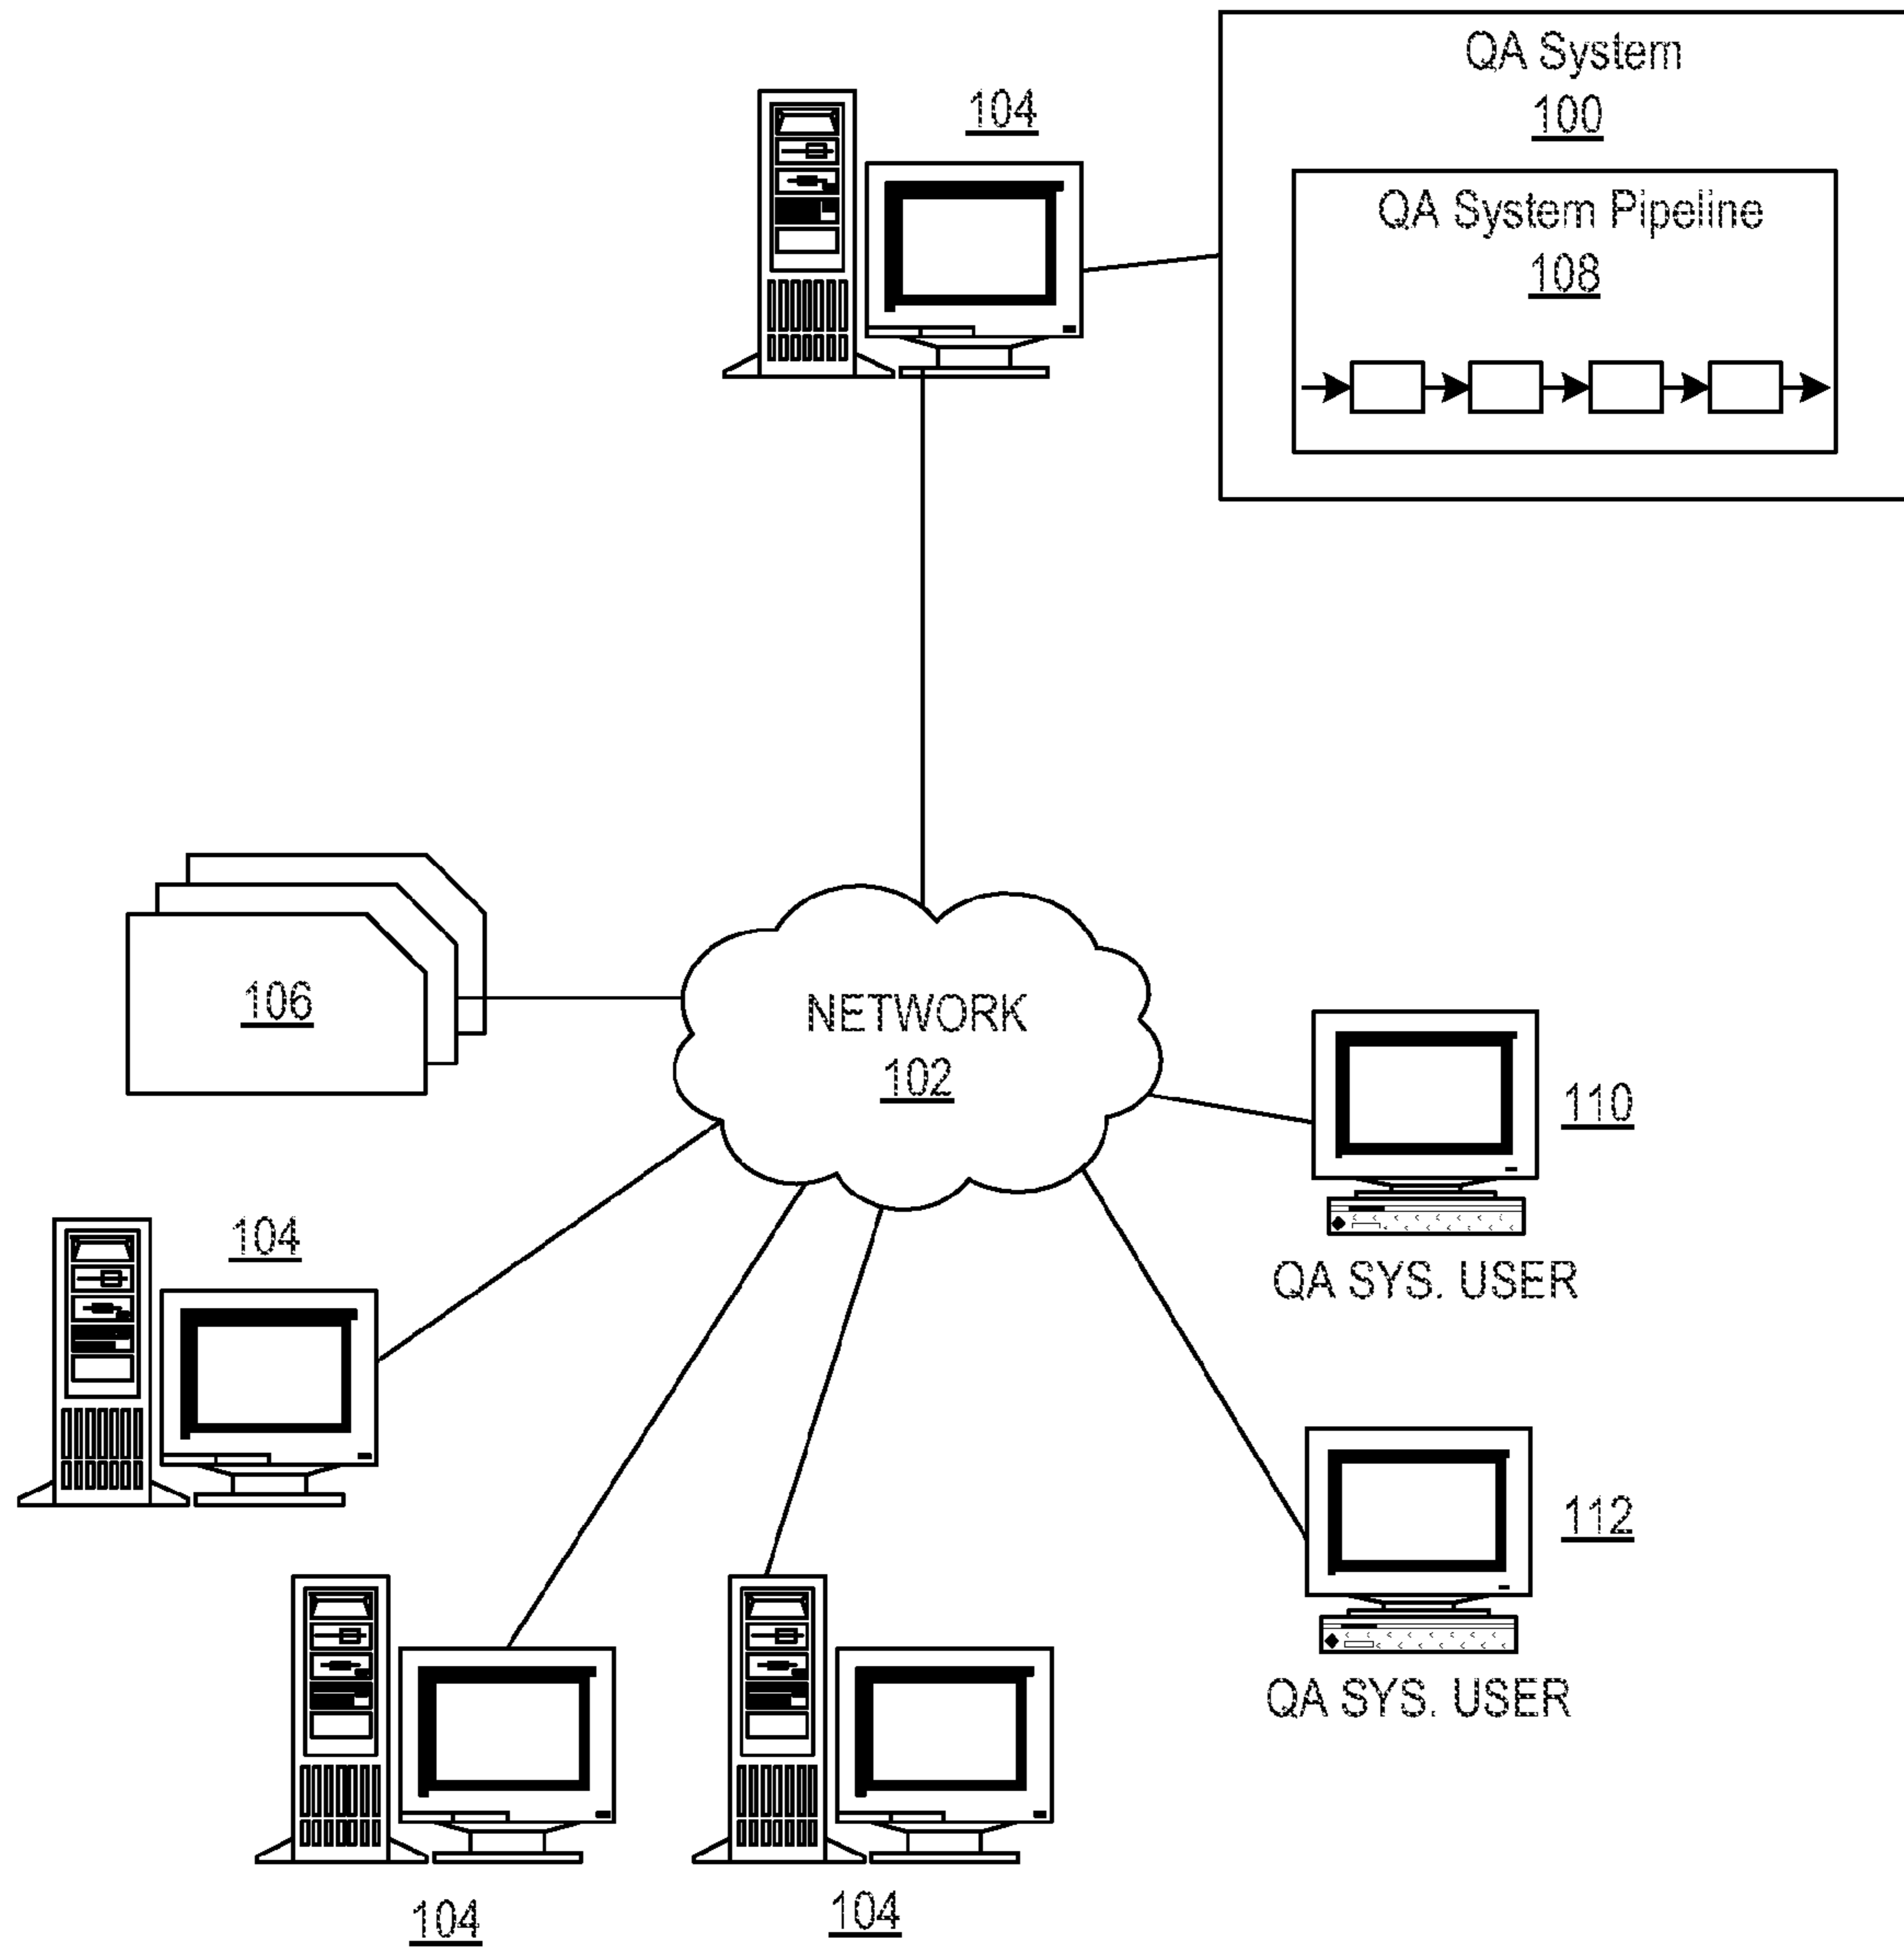 QA System
100
104
QA System Pipeline
108
106
NETWORK
102
110
QA SYS. USER
104
112
QA SYS. USER
104
104